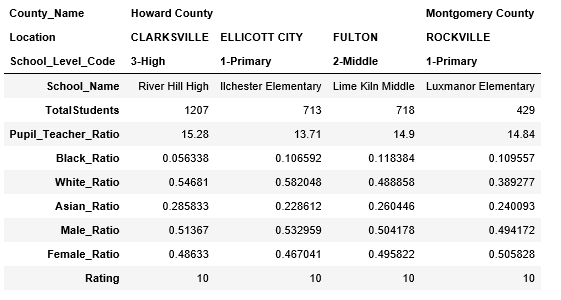 County_Name Howard County Montgomery County
Location CLARKSVILLE ELLICOTT CITY FULTON ROCKVILLE
School_Level_Code 3-High 1-Primary 2-Middle 1-Primary
School_Name River Hill High Ilchester Elementary Lime Kiln Middle Luxmanor Elementary
TotalStudents 1207 713 718 429
Pupil_Teacher_Ratio 15.28 13.71 14.9 14.84
Black_Ratio 0.056338 0.106592 0.118384 0.109557
White_Ratio 0.54681 0.582048 0.488858 0.389277
Asian_Ratio 0.285833 0.228612 0.260446 0.240093
Male_Ratio 0.51367 0.532959 0.504178 0.494172
Female_Ratio 0.48633 0.467041 0.495822 0.505828
Rating 10 10 10 10